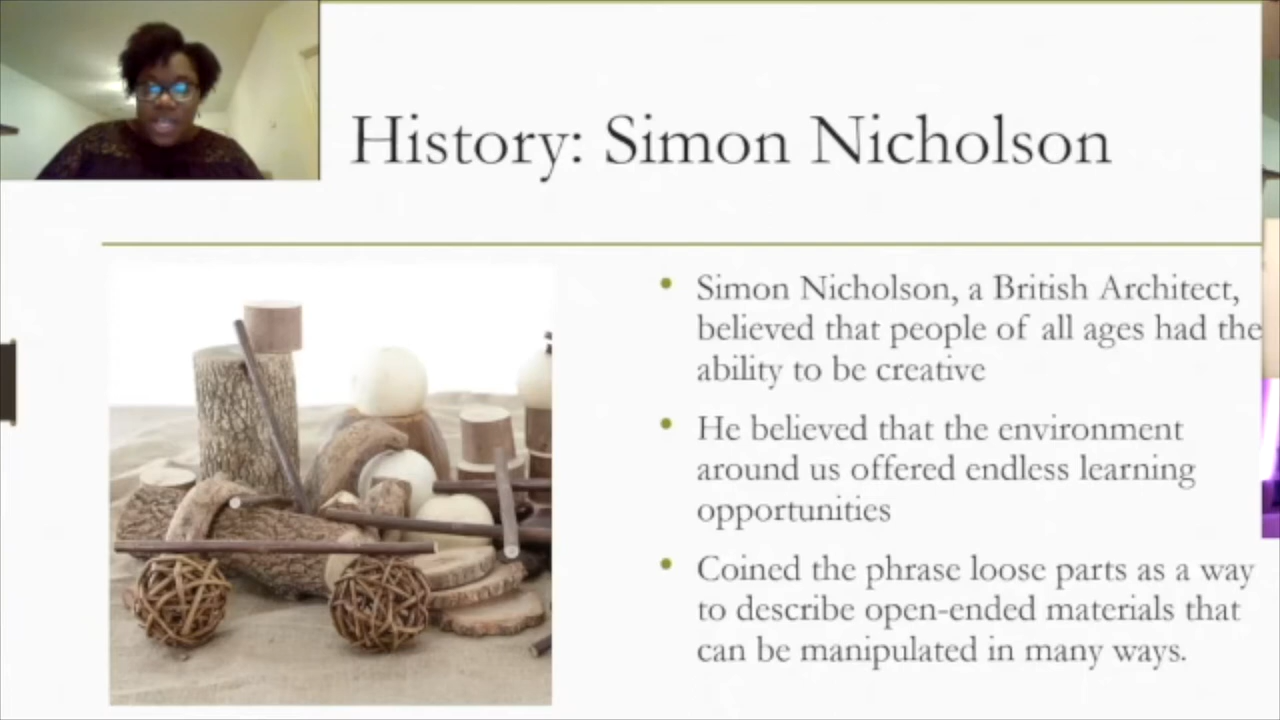 History: Simon Nicholson
• Simon Nicholson, a British Architect,
believed that people of all ages had the
ability to be creative
• He believed that the environment
around us offered endless learning
opportunities
• Coined the phrase loose parts as a way
to describe open-ended materials that
can be manipulated in many ways.